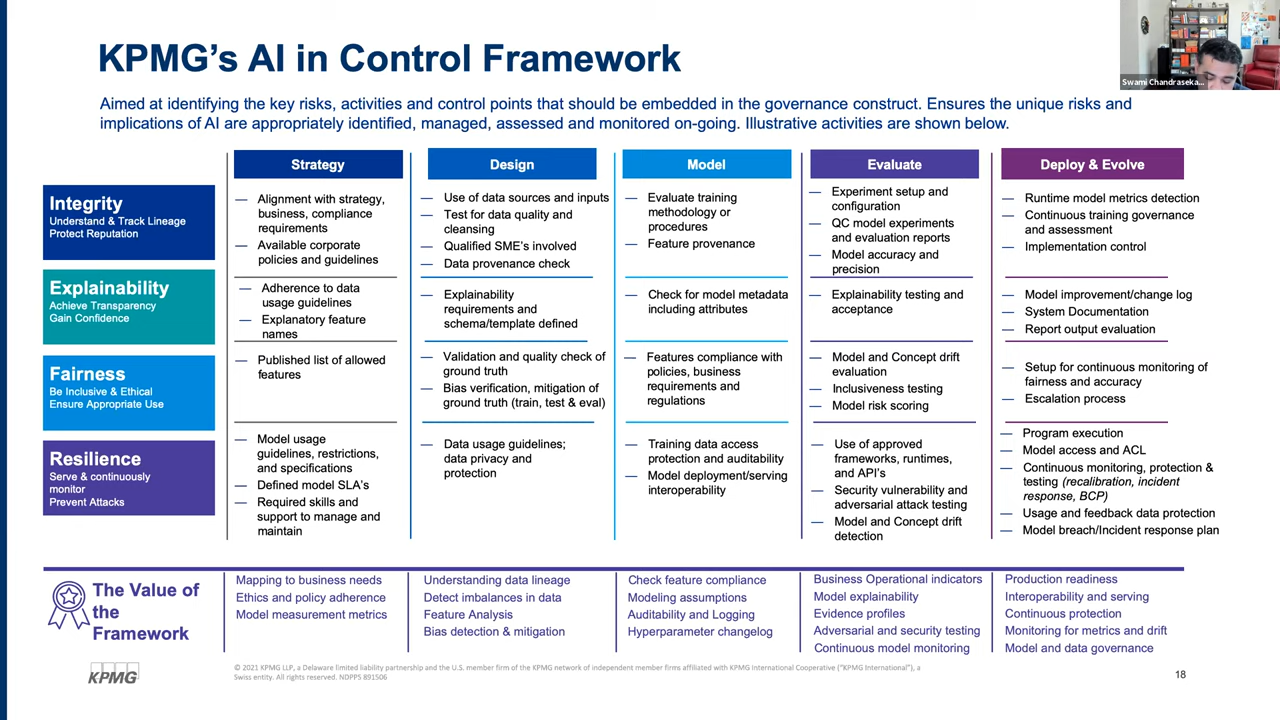 KPMG's AI in Control Framework
Swami Chandraseka...
Aimed at identifying the key risks, activities and control points that should be embedded in the governance construct. Ensures the unique risks and
implications of AI are appropriately identified, managed, assessed and monitored on-going. Illustrative activities are shown below.
Strategy
Design
Model
Evaluate
Deploy & Evolve
Integrity
Understand & Track Lineage
Protect Reputation
— Alignment with strategy,
business, compliance
requirements
— Available corporate
policies and guidelines
— Use of data sources and inputs
— Test for data quality and
cleansing
— Qualified SME's involved
— Data provenance check
— Evaluate training
methodology or
procedures
— Feature provenance
— Experiment setup and
configuration
— QC model experiments
and evaluation reports
— Model accuracy and
precision
— Runtime model metrics detection
— Continuous training governance
and assessment
— Implementation control
Explainability
Achieve Transparency
Gain Confidence
— Adherence to data
usage guidelines
— Explanatory feature
names
— Explainability
requirements and
schema/template defined
— Check for model metadata
including attributes
— Explainability testing and
acceptance
— Model improvement/change log
— System Documentation
— Report output evaluation
Fairness
Be Inclusive & Ethical
Ensure Appropriate Use
— Published list of allowed
features
— Validation and quality check of
ground truth
— Bias verification, mitigation of
ground truth (train, test & eval)
— Features compliance with
policies, business
requirements and
regulations
— Model and Concept drift
evaluation
— Inclusiveness testing
— Model risk scoring
— Setup for continuous monitoring of
fairness and accuracy
— Escalation process
Resilience
Serve & continuously
monitor
Prevent Attacks
— Model usage
guidelines, restrictions,
and specifications
— Defined model SLA's
— Required skills and
support to manage and
maintain
— Data usage guidelines;
data privacy and
protection
— Training data access
protection and auditability
— Model deployment/serving
interoperability
— Use of approved
frameworks, runtimes,
and API's
— Security vulnerability and
adversarial attack testing
— Model and Concept drift
detection
— Program execution
— Model access and ACL
— Continuous monitoring, protection &
testing (recalibration, incident
response, BCP)
— Usage and feedback data protection
— Model breach/Incident response plan
The Value of
the
Framework
Mapping to business needs
Ethics and policy adherence
Model measurement metrics
Understanding data lineage
Detect imbalances in data
Feature Analysis
Bias detection & mitigation
Check feature compliance
Modeling assumptions
Auditability and Logging
Hyperparameter changelog
Business Operational indicators
Model explainability
Evidence profiles
Adversarial and security testing
Continuous model monitoring
Production readiness
Interoperability and serving
Continuous protection
Monitoring for metrics and drift
Model and data governance
KPMG
© 2021 KPMG LLP, a Delaware limited liability partnership and the U.S. member firm of the KPMG network of independent member firms affiliated with KPMG International Cooperative ("KPMG International"), a
Swiss entity. All rights reserved. NDPPS 891506
18